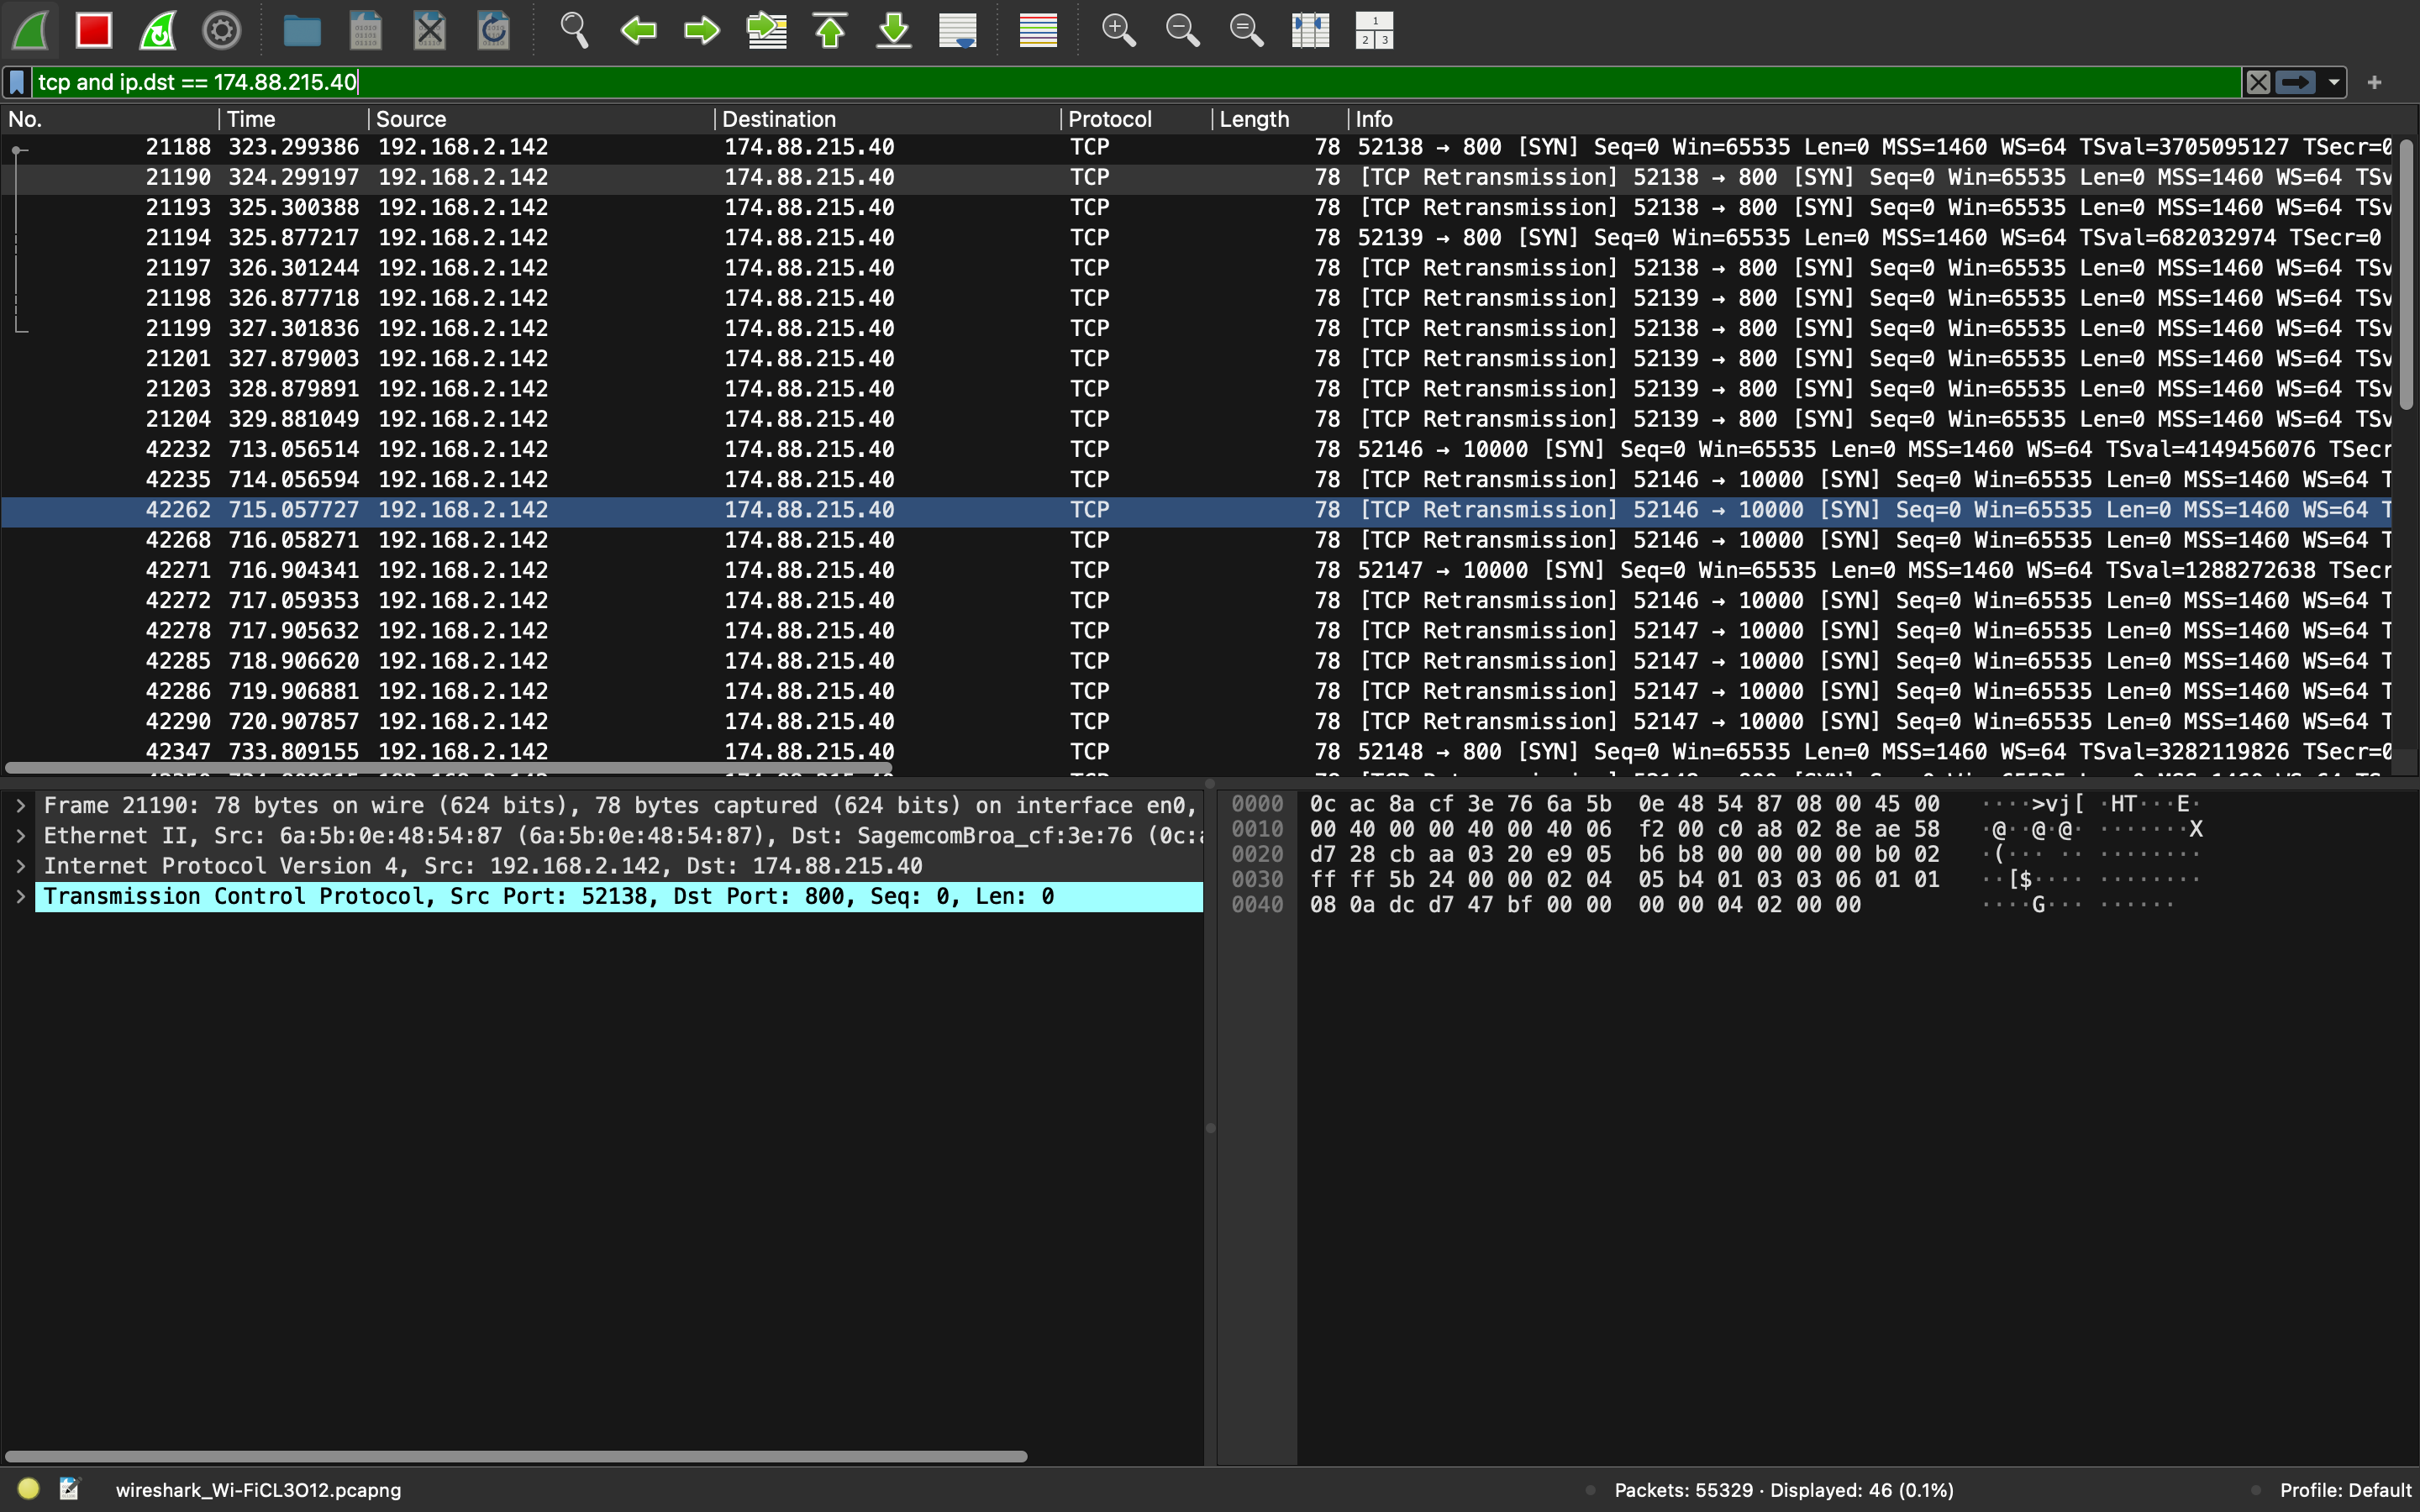 1
2 3
tcp and ip.dst == 174.88.215.40
No. Time Source Destination Protocol Length Info
21188 323.299386 192.168.2.142 174.88.215.40 TCP 78 52138 → 800 [SYN] Seq=0 Win=65535 Len=0 MSS=1460 WS=64 TSval=3705095127 TSecr=0
21190 324.299197 192.168.2.142 174.88.215.40 TCP 78 [TCP Retransmission] 52138 → 800 [SYN] Seq=0 Win=65535 Len=0 MSS=1460 WS=64 TSv
21193 325.300388 192.168.2.142 174.88.215.40 TCP 78 [TCP Retransmission] 52138 → 800 [SYN] Seq=0 Win=65535 Len=0 MSS=1460 WS=64 TSv
21194 325.877217 192.168.2.142 174.88.215.40 TCP 78 52139 → 800 [SYN] Seq=0 Win=65535 Len=0 MSS=1460 WS=64 TSval=682032974 TSecr=0
21197 326.301244 192.168.2.142 174.88.215.40 TCP 78 [TCP Retransmission] 52138 → 800 [SYN] Seq=0 Win=65535 Len=0 MSS=1460 WS=64 TSv
21198 326.877718 192.168.2.142 174.88.215.40 TCP 78 [TCP Retransmission] 52139 → 800 [SYN] Seq=0 Win=65535 Len=0 MSS=1460 WS=64 TSv
21199 327.301836 192.168.2.142 174.88.215.40 TCP 78 [TCP Retransmission] 52138 → 800 [SYN] Seq=0 Win=65535 Len=0 MSS=1460 WS=64 TSv
21201 327.879003 192.168.2.142 174.88.215.40 TCP 78 [TCP Retransmission] 52139 → 800 [SYN] Seq=0 Win=65535 Len=0 MSS=1460 WS=64 TSv
21203 328.879891 192.168.2.142 174.88.215.40 TCP 78 [TCP Retransmission] 52139 → 800 [SYN] Seq=0 Win=65535 Len=0 MSS=1460 WS=64 TSv
21204 329.881049 192.168.2.142 174.88.215.40 TCP 78 [TCP Retransmission] 52139 → 800 [SYN] Seq=0 Win=65535 Len=0 MSS=1460 WS=64 TSv
42232 713.056514 192.168.2.142 174.88.215.40 TCP 78 52146 → 10000 [SYN] Seq=0 Win=65535 Len=0 MSS=1460 WS=64 TSval=4149456076 TSecr
42235 714.056594 192.168.2.142 174.88.215.40 TCP 78 [TCP Retransmission] 52146 → 10000 [SYN] Seq=0 Win=65535 Len=0 MSS=1460 WS=64 T
42262 715.057727 192.168.2.142 174.88.215.40 TCP 78 [TCP Retransmission] 52146 → 10000 [SYN] Seq=0 Win=65535 Len=0 MSS=1460 WS=64 T
42268 716.058271 192.168.2.142 174.88.215.40 TCP 78 [TCP Retransmission] 52146 → 10000 [SYN] Seq=0 Win=65535 Len=0 MSS=1460 WS=64 T
42271 716.904341 192.168.2.142 174.88.215.40 TCP 78 52147 → 10000 [SYN] Seq=0 Win=65535 Len=0 MSS=1460 WS=64 TSval=1288272638 TSecr
42272 717.059353 192.168.2.142 174.88.215.40 TCP 78 [TCP Retransmission] 52146 → 10000 [SYN] Seq=0 Win=65535 Len=0 MSS=1460 WS=64 T
42278 717.905632 192.168.2.142 174.88.215.40 TCP 78 [TCP Retransmission] 52147 → 10000 [SYN] Seq=0 Win=65535 Len=0 MSS=1460 WS=64 T
42285 718.906620 192.168.2.142 174.88.215.40 TCP 78 [TCP Retransmission] 52147 → 10000 [SYN] Seq=0 Win=65535 Len=0 MSS=1460 WS=64 T
42286 719.906881 192.168.2.142 174.88.215.40 TCP 78 [TCP Retransmission] 52147 → 10000 [SYN] Seq=0 Win=65535 Len=0 MSS=1460 WS=64 T
42290 720.907857 192.168.2.142 174.88.215.40 TCP 78 [TCP Retransmission] 52147 → 10000 [SYN] Seq=0 Win=65535 Len=0 MSS=1460 WS=64 T
42347 733.809155 192.168.2.142 174.88.215.40 TCP 78 52148 → 800 [SYN] Seq=0 Win=65535 Len=0 MSS=1460 WS=64 TSval=3282119826 TSecr=0
Frame 21190: 78 bytes on wire (624 bits), 78 bytes captured (624 bits) on interface en0,
Ethernet II, Src: 6a:5b:0e:48:54:87 (6a:5b:0e:48:54:87), Dst: SagemcomBroa_cf:3e:76 (0c:a
Internet Protocol Version 4, Src: 192.168.2.142, Dst: 174.88.215.40
Transmission Control Protocol, Src Port: 52138, Dst Port: 800, Seq: 0, Len: 0
0000 0c ac 8a cf 3e 76 6a 5b 0e 48 54 87 08 00 45 00 ····>vj[ ·HT···E·
0010 00 40 00 00 40 00 40 06 f2 00 c0 a8 02 8e ae 58 ·@··@·@· ·······X
0020 d7 28 cb aa 03 20 e9 05 b6 b8 00 00 00 00 b0 02 ·(··· ·· ········
0030 ff ff 5b 24 00 00 02 04 05 b4 01 03 03 06 01 01 ··[$···· ········
0040 08 0a dc d7 47 bf 00 00 00 00 04 02 00 00 ····G··· ······
wireshark_Wi-FiCL3O12.pcapng
Packets: 55329 · Displayed: 46 (0.1%)
Profile: Default